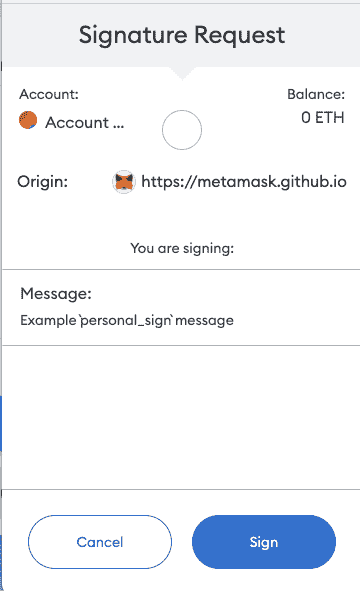 Signature Request
Account:
Balance:
Account ...
0 ETH
Origin:
https://metamask.github.io
You are signing:
Message:
Example `personal_sign` message
Cancel
Sign